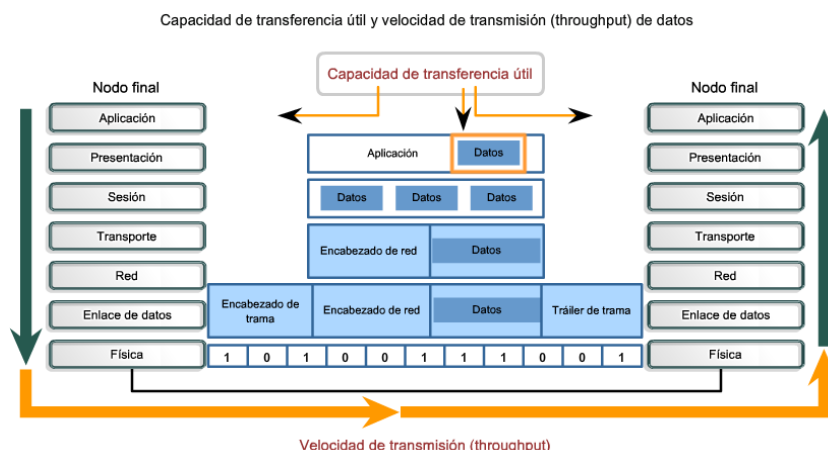 Capacidad de transferencia útil y velocidad de transmisión (throughput) de datos
Capacidad de transferencia útil
Nodo final
Aplicación
Presentación
Sesión
Transporte
Red
Enlace de datos
Física
Aplicación
Datos
Datos
Datos
Datos
Encabezado de red
Datos
Encabezado de
trama
Encabezado de red
Datos
Tráiler de trama
1 0 1 0 0 1 1 1 0 0 1
Nodo final
Aplicación
Presentación
Sesión
Transporte
Red
Enlace de datos
Física
Velocidad de transmisión (throughput)